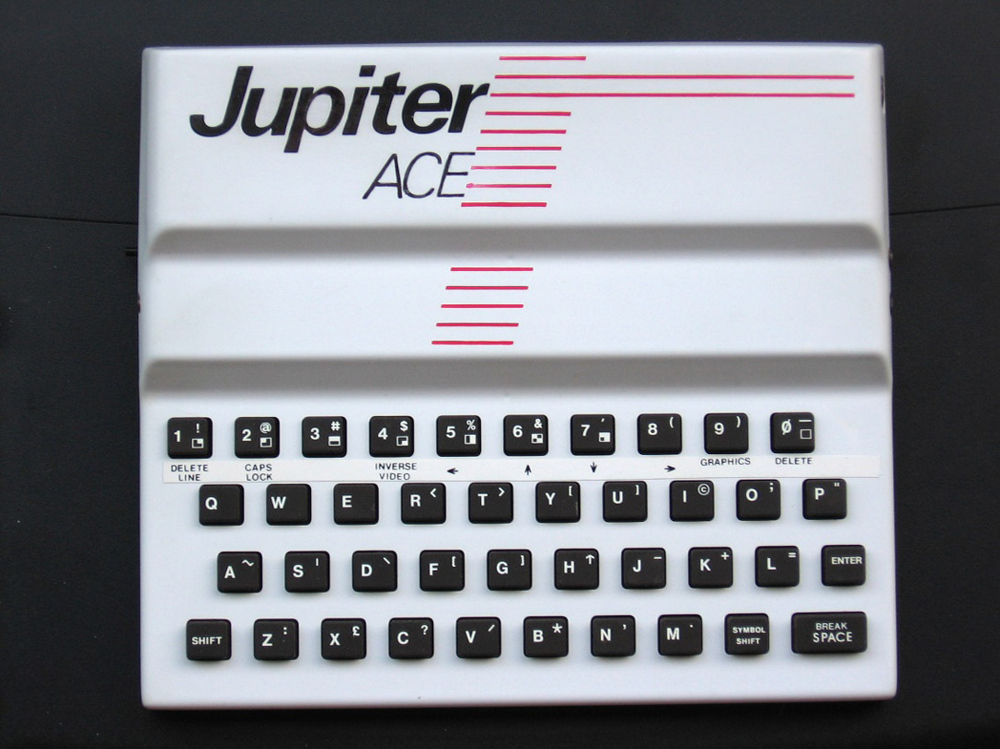 Jupiter
ACE
1 ! 2 @ 3 # 4 $ 5 % 6 & 7 ' 8 ( 9 ) 0 _
DELETE LINE CAPS LOCK INVERSE VIDEO ← ↑ ↓ → GRAPHICS DELETE
Q W E R < T > Y [ U ] I © O ; P "
A ~ S | D \ F { G } H ↑ J - K + L = ENTER
SHIFT Z : X £ C ? V / B * N , M . SYMBOL SHIFT BREAK SPACE